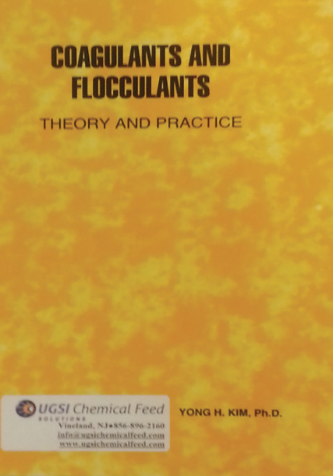 COAGULANTS AND
FLOCCULANTS
THEORY AND PRACTICE
UGSI Chemical Feed
SOLUTIONS
Vineland, NJ•856-896-2160
info@ugsichemicalfeed.com
www.ugsichemicalfeed.com
YONG H. KIM, Ph.D.